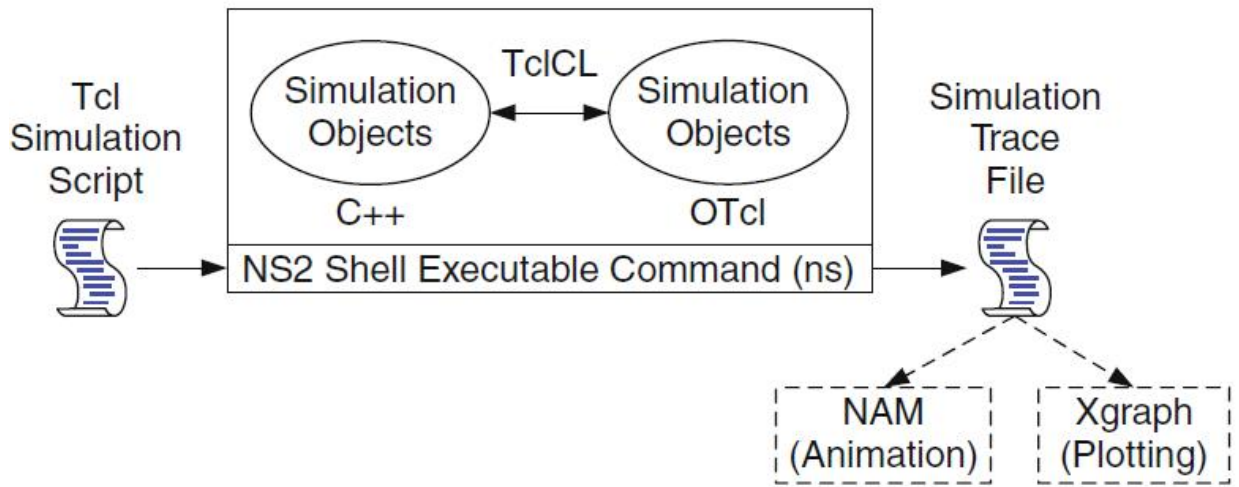 Tcl
Simulation
Script
Simulation
Objects
C++
TclCL
Simulation
Objects
OTcl
NS2 Shell Executable Command (ns)
Simulation
Trace
File
NAM
(Animation)
Xgraph
(Plotting)